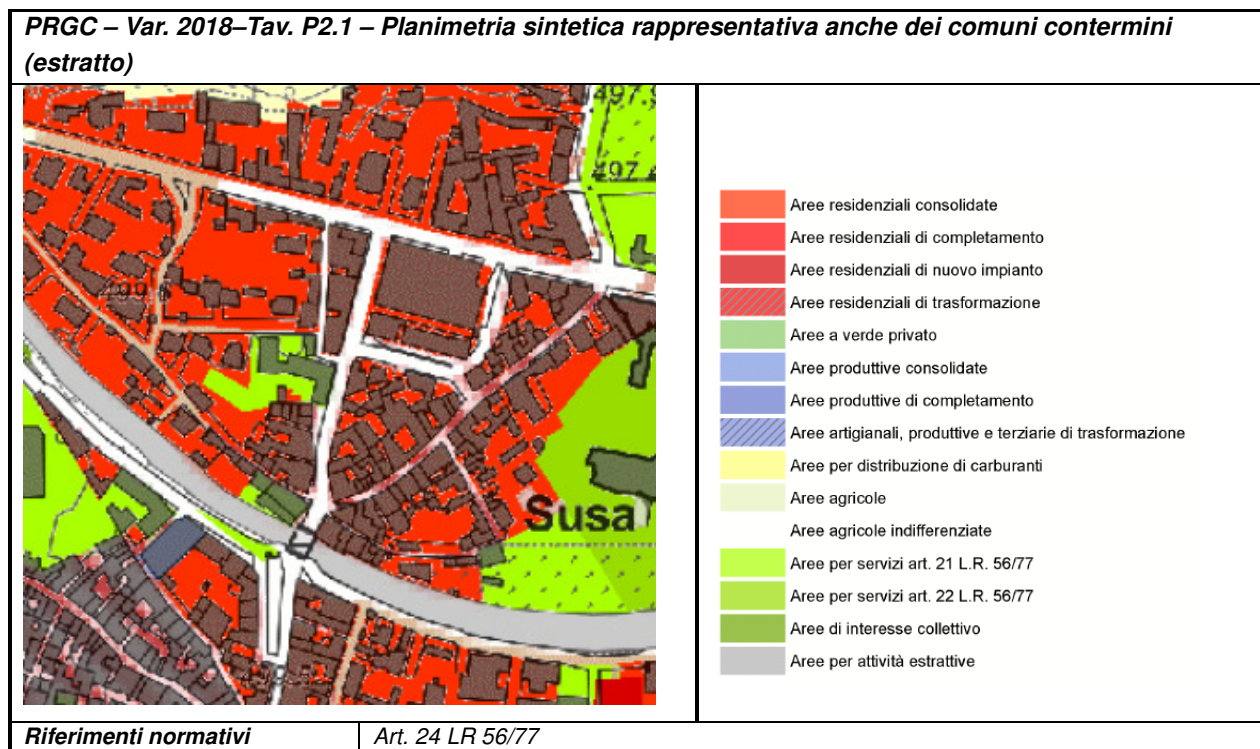 PRGC – Var. 2018–Tav. P2.1 – Planimetria sintetica rappresentativa anche dei comuni contermini
(estratto)
Susa
Aree residenziali consolidate
Aree residenziali di completamento
Aree residenziali di nuovo impianto
Aree residenziali di trasformazione
Aree a verde privato
Aree produttive consolidate
Aree produttive di completamento
Aree artigianali, produttive e terziarie di trasformazione
Aree per distribuzione di carburanti
Aree agricole
Aree agricole indifferenziate
Aree per servizi art. 21 L.R. 56/77
Aree per servizi art. 22 L.R. 56/77
Aree di interesse collettivo
Aree per attività estrattive
Riferimenti normativi
Art. 24 LR 56/77